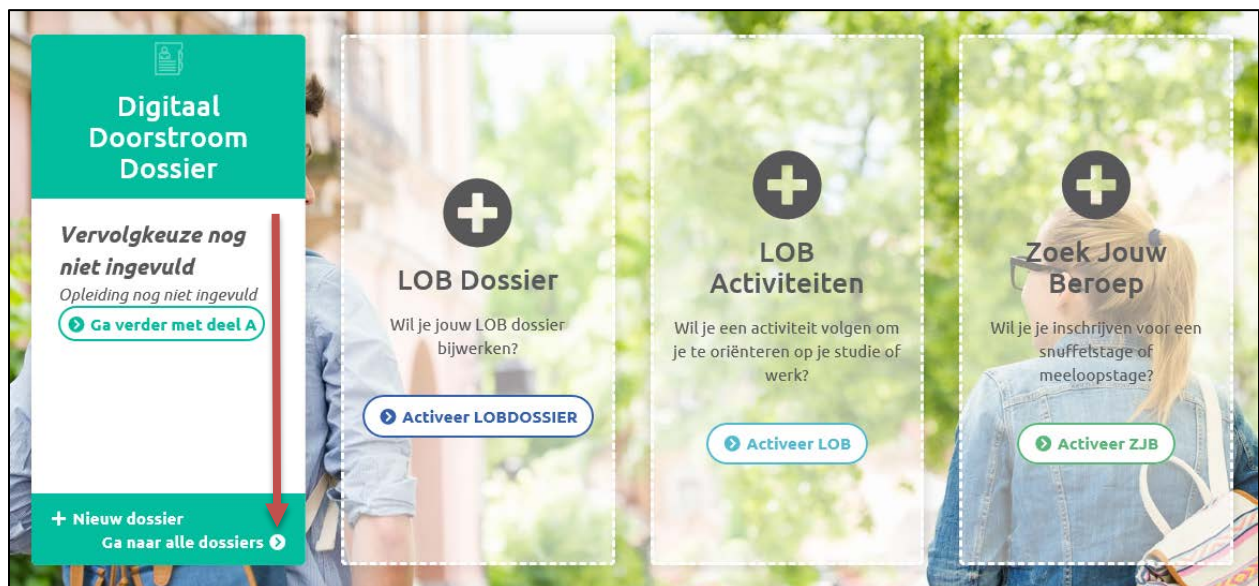 Digitaal
Doorstroom
Dossier
Vervolgkeuze nog
niet ingevuld
Opleiding nog niet ingevuld
Ga verder met deel A
+ Nieuw dossier
Ga naar alle dossiers
LOB Dossier
Wil je jouw LOB dossier
bijwerken?
Activeer LOBDOSSIER
LOB
Activiteiten
Wil je een activiteit volgen om
je te oriënteren op je studie of
werk?
Activeer LOB
Zoek Jouw
Beroep
Wil je je inschrijven voor een
snuffelstage of
meeloopstage?
Activeer ZJB